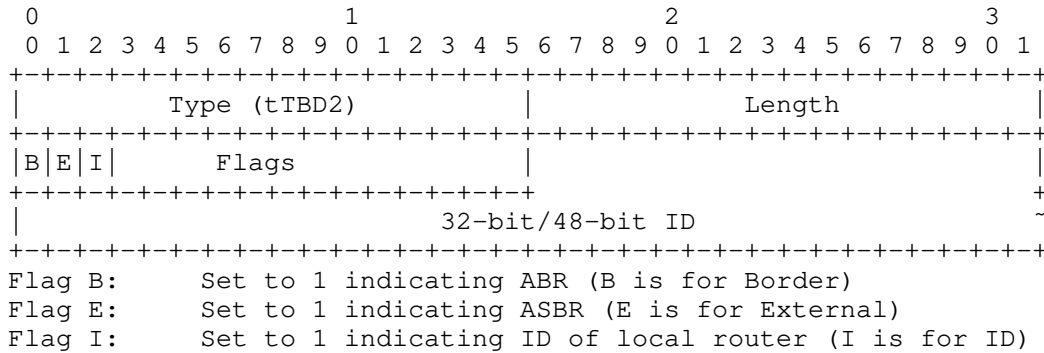 0                   1                   2                   3
 0 1 2 3 4 5 6 7 8 9 0 1 2 3 4 5 6 7 8 9 0 1 2 3 4 5 6 7 8 9 0 1
+-+-+-+-+-+-+-+-+-+-+-+-+-+-+-+-+-+-+-+-+-+-+-+-+-+-+-+-+-+-+-+-+
|         Type (tTBD2)          |             Length            |
+-+-+-+-+-+-+-+-+-+-+-+-+-+-+-+-+-+-+-+-+-+-+-+-+-+-+-+-+-+-+-+-+
|B|E|I|      Flags              |                               |
+-+-+-+-+-+-+-+-+-+-+-+-+-+-+-+-+                               +
|                          32-bit/48-bit ID                     ~
+-+-+-+-+-+-+-+-+-+-+-+-+-+-+-+-+-+-+-+-+-+-+-+-+-+-+-+-+-+-+-+-+
Flag B:     Set to 1 indicating ABR (B is for Border)
Flag E:     Set to 1 indicating ASBR (E is for External)
Flag I:     Set to 1 indicating ID of local router (I is for ID)